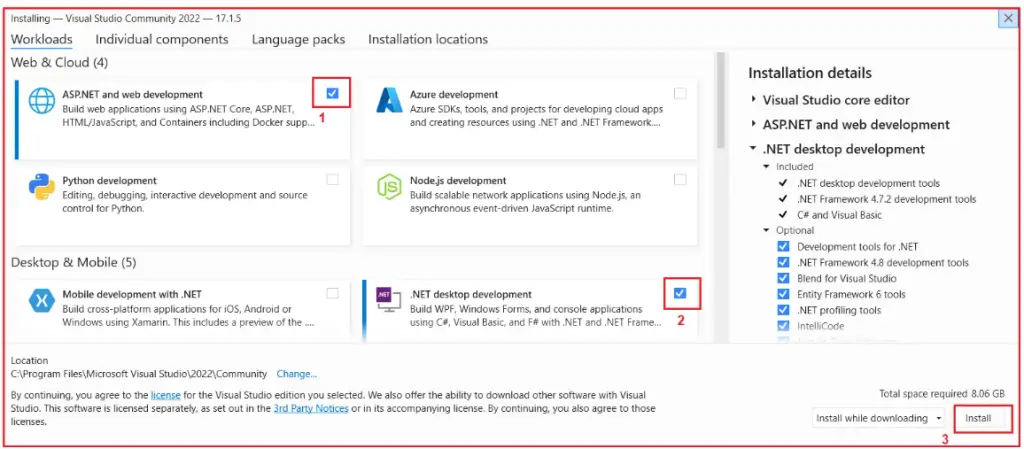 Installing — Visual Studio Community 2022 — 17.1.5
Workloads
Individual components
Language packs
Installation locations
Web & Cloud (4)
ASP.NET and web development
Build web applications using ASP.NET Core, ASP.NET,
HTML/JavaScript, and Containers including Docker supp...
1
Azure development
Azure SDKs, tools, and projects for developing cloud apps
and creating resources using .NET and .NET Framework....
Python development
Editing, debugging, interactive development and source
control for Python.
Node.js development
Build scalable network applications using Node.js, an
asynchronous event-driven JavaScript runtime.
Desktop & Mobile (5)
Mobile development with .NET
Build cross-platform applications for iOS, Android or
Windows using Xamarin. This includes a preview of the ....
.NET
.NET desktop development
Build WPF, Windows Forms, and console applications
using C#, Visual Basic, and F# with .NET and .NET Frame...
2
Installation details
Visual Studio core editor
ASP.NET and web development
.NET desktop development
Included
.NET desktop development tools
.NET Framework 4.7.2 development tools
C# and Visual Basic
Optional
Development tools for .NET
.NET Framework 4.8 development tools
Blend for Visual Studio
Entity Framework 6 tools
.NET profiling tools
IntelliCode
Location
C:\Program Files\Microsoft Visual Studio\2022\Community
Change...
By continuing, you agree to the license for the Visual Studio edition you selected. We also offer the ability to download other software with Visual
Studio. This software is licensed separately, as set out in the 3rd Party Notices or in its accompanying license. By continuing, you also agree to those
licenses.
Total space required 8.06 GB
Install while downloading
Install
3